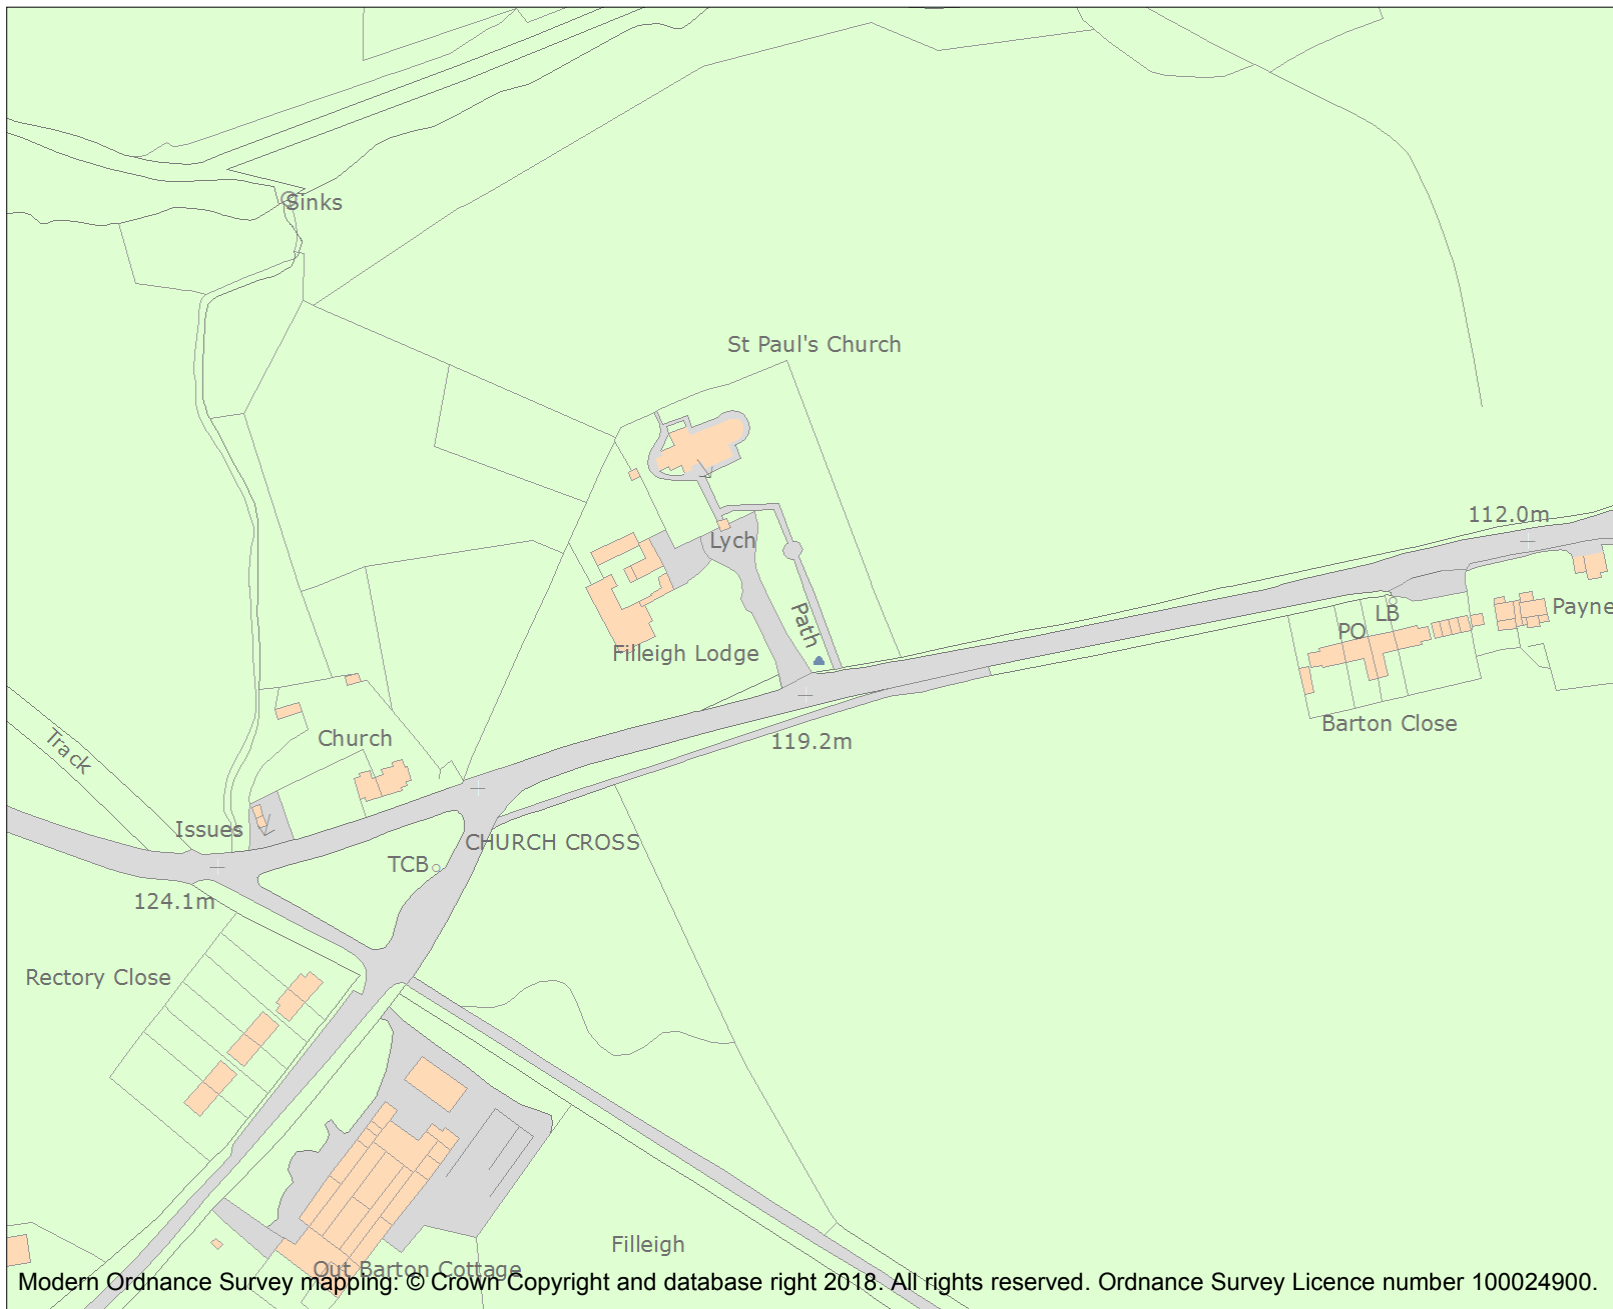 Sinks
St Paul's Church
112.0m
Lych
Path
LB
Payne
PO
Filleigh Lodge
Barton Close
Track
Church
119.2m
Issues
CHURCH CROSS
TCB
124.1m
Rectory Close
Filleigh
Out Barton Cottage
Modern Ordnance Survey mapping: © Crown Copyright and database right 2018. All rights reserved. Ordnance Survey Licence number 100024900.